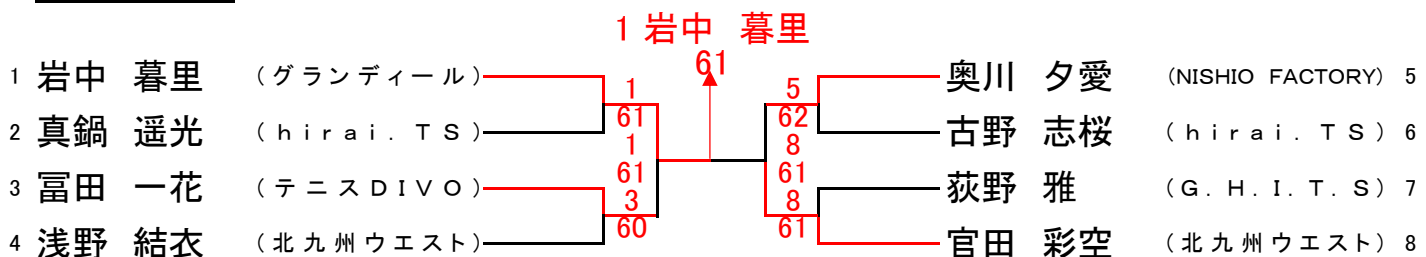 1 岩中 暮里
61
1 岩中 暮里 (グランディール) 1 5 奥川 夕愛 (NISHIO FACTORY) 5
61 62
2 真鍋 遥光 (hirai. TS) 1 8 古野 志桜 (hirai. TS) 6
61 61
3 冨田 一花 (テニスDIVO) 3 8 荻野 雅 (G.H.I.T.S) 7
60 61
4 浅野 結衣 (北九州ウエスト) 官田 彩空 (北九州ウエスト) 8